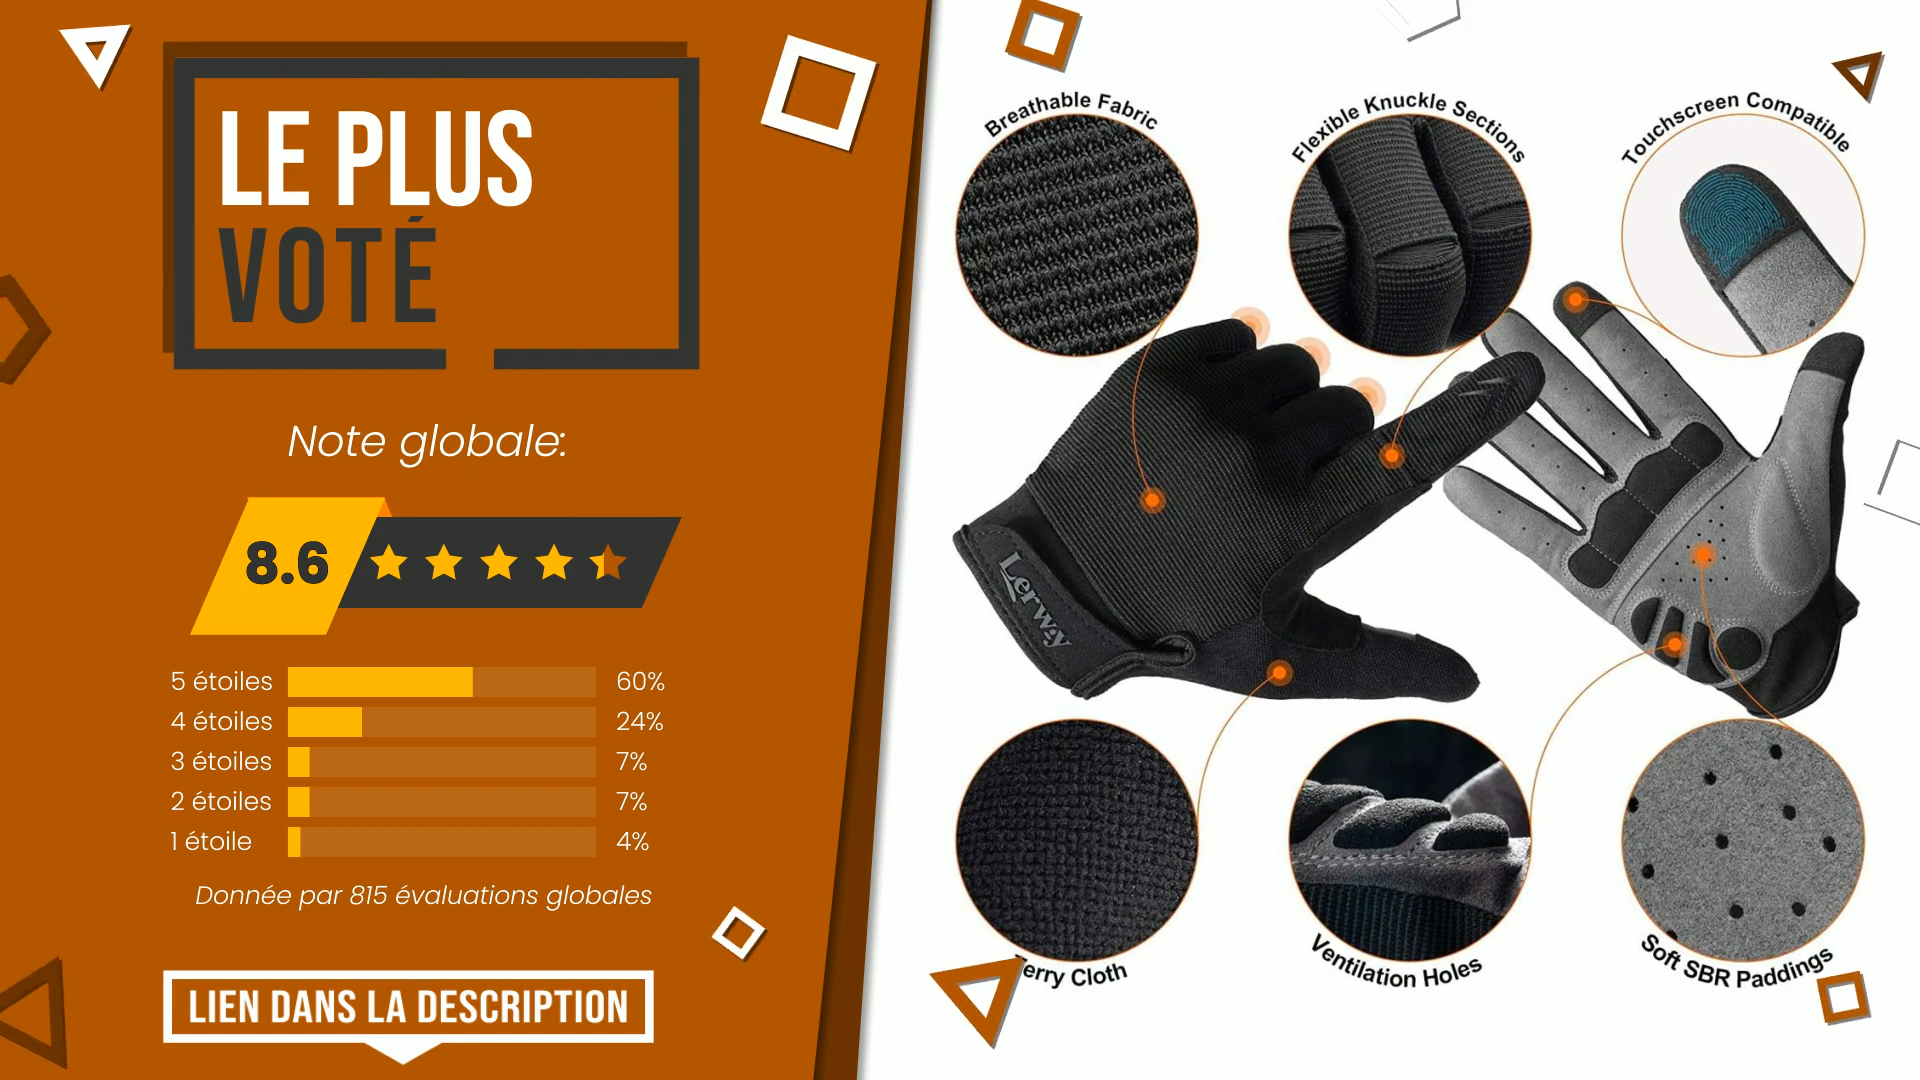 LE PLUS
VOTÉ
Note globale:
8.6
5 étoiles 60%
4 étoiles 24%
3 étoiles 7%
2 étoiles 7%
1 étoile 4%
Donnée par 815 évaluations globales
LIEN DANS LA DESCRIPTION
Breathable Fabric
Flexible Knuckle Sections
Touchscreen Compatible
Lerway
Terry Cloth
Ventilation Holes
Soft SBR Paddings